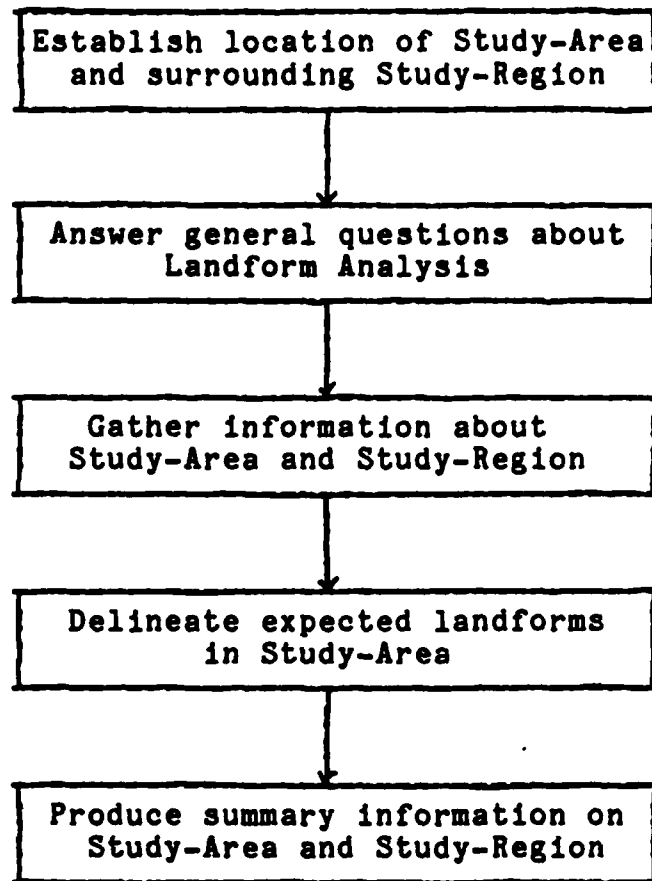 Establish location of Study-Area
and surrounding Study-Region
Answer general questions about
Landform Analysis
Gather information about
Study-Area and Study-Region
Delineate expected landforms
in Study-Area
Produce summary information on
Study-Area and Study-Region